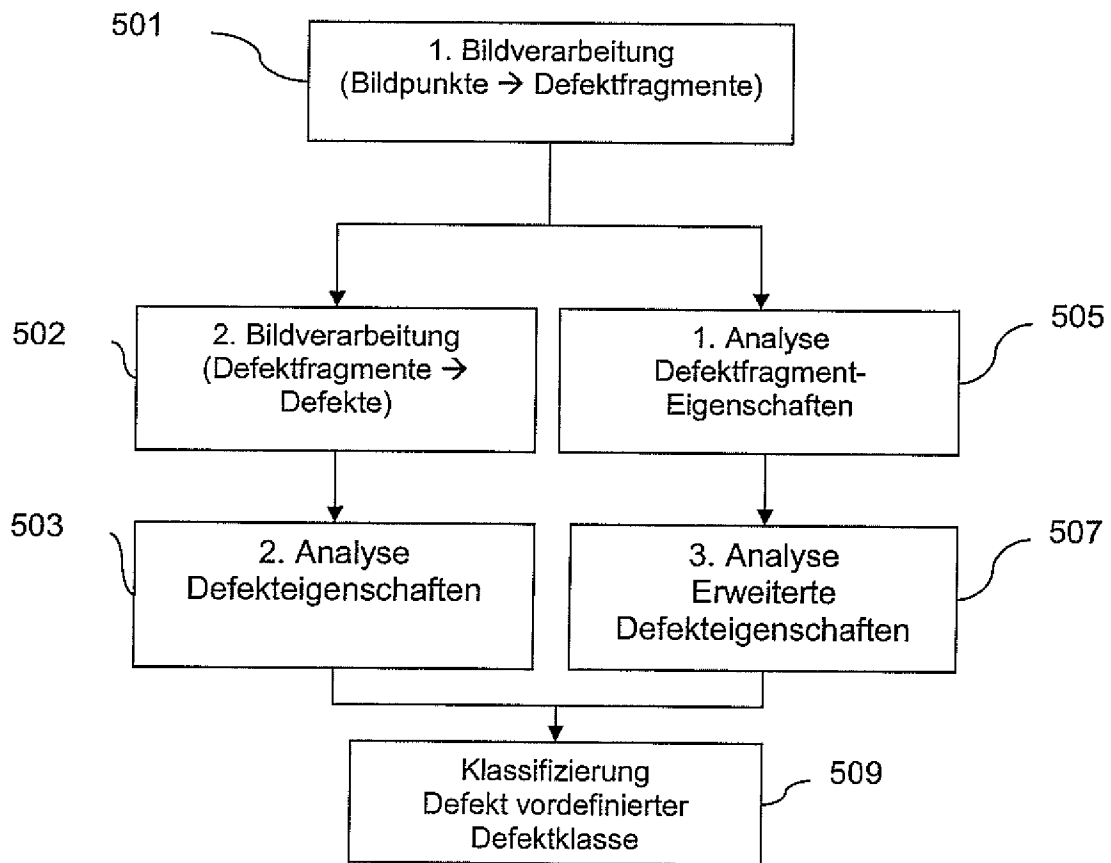 501
1. Bildverarbeitung
(Bildpunkte → Defektfragmente)
502
2. Bildverarbeitung
(Defektfragmente →
Defekte)
505
1. Analyse
Defektfragment-
Eigenschaften
503
2. Analyse
Defekteigenschaften
507
3. Analyse
Erweiterte
Defekteigenschaften
509
Klassifizierung
Defekt vordefinierter
Defektklasse